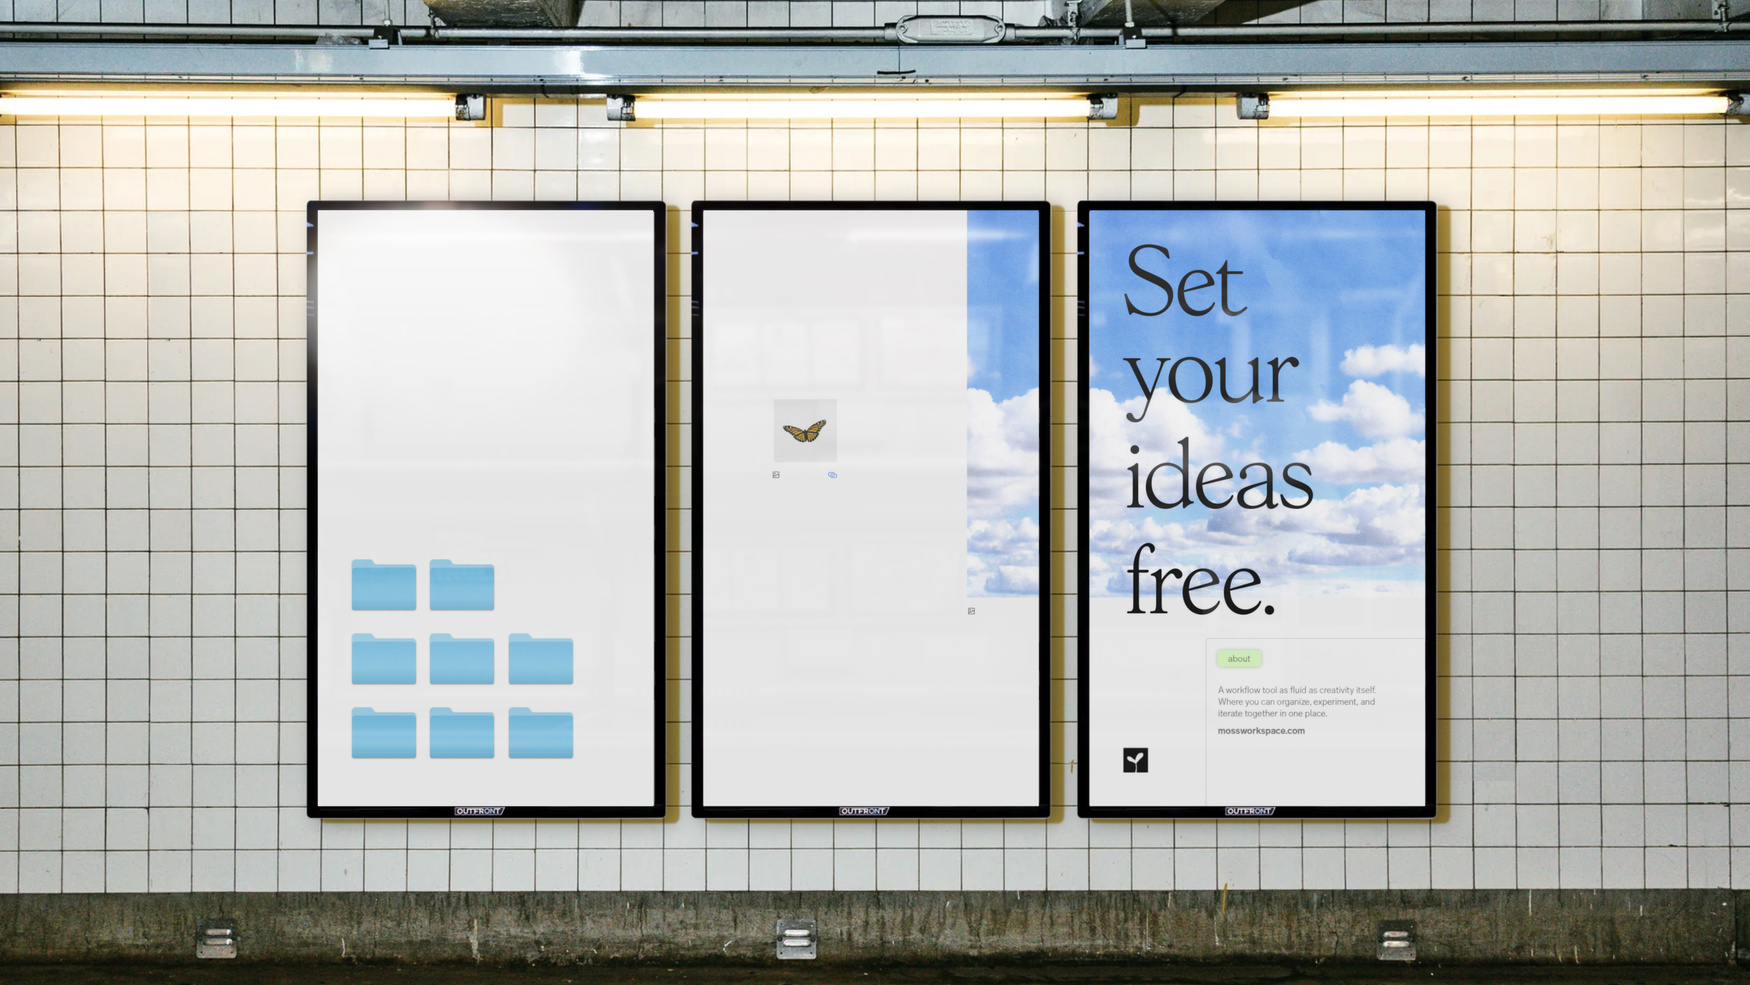 Set
your
ideas
free.
about
A workflow tool as fluid as creativity itself.
Where you can organize, experiment, and
iterate together in one place.
mossworkspace.com
OUTFRONT/
OUTFRONT/
OUTFRONT/